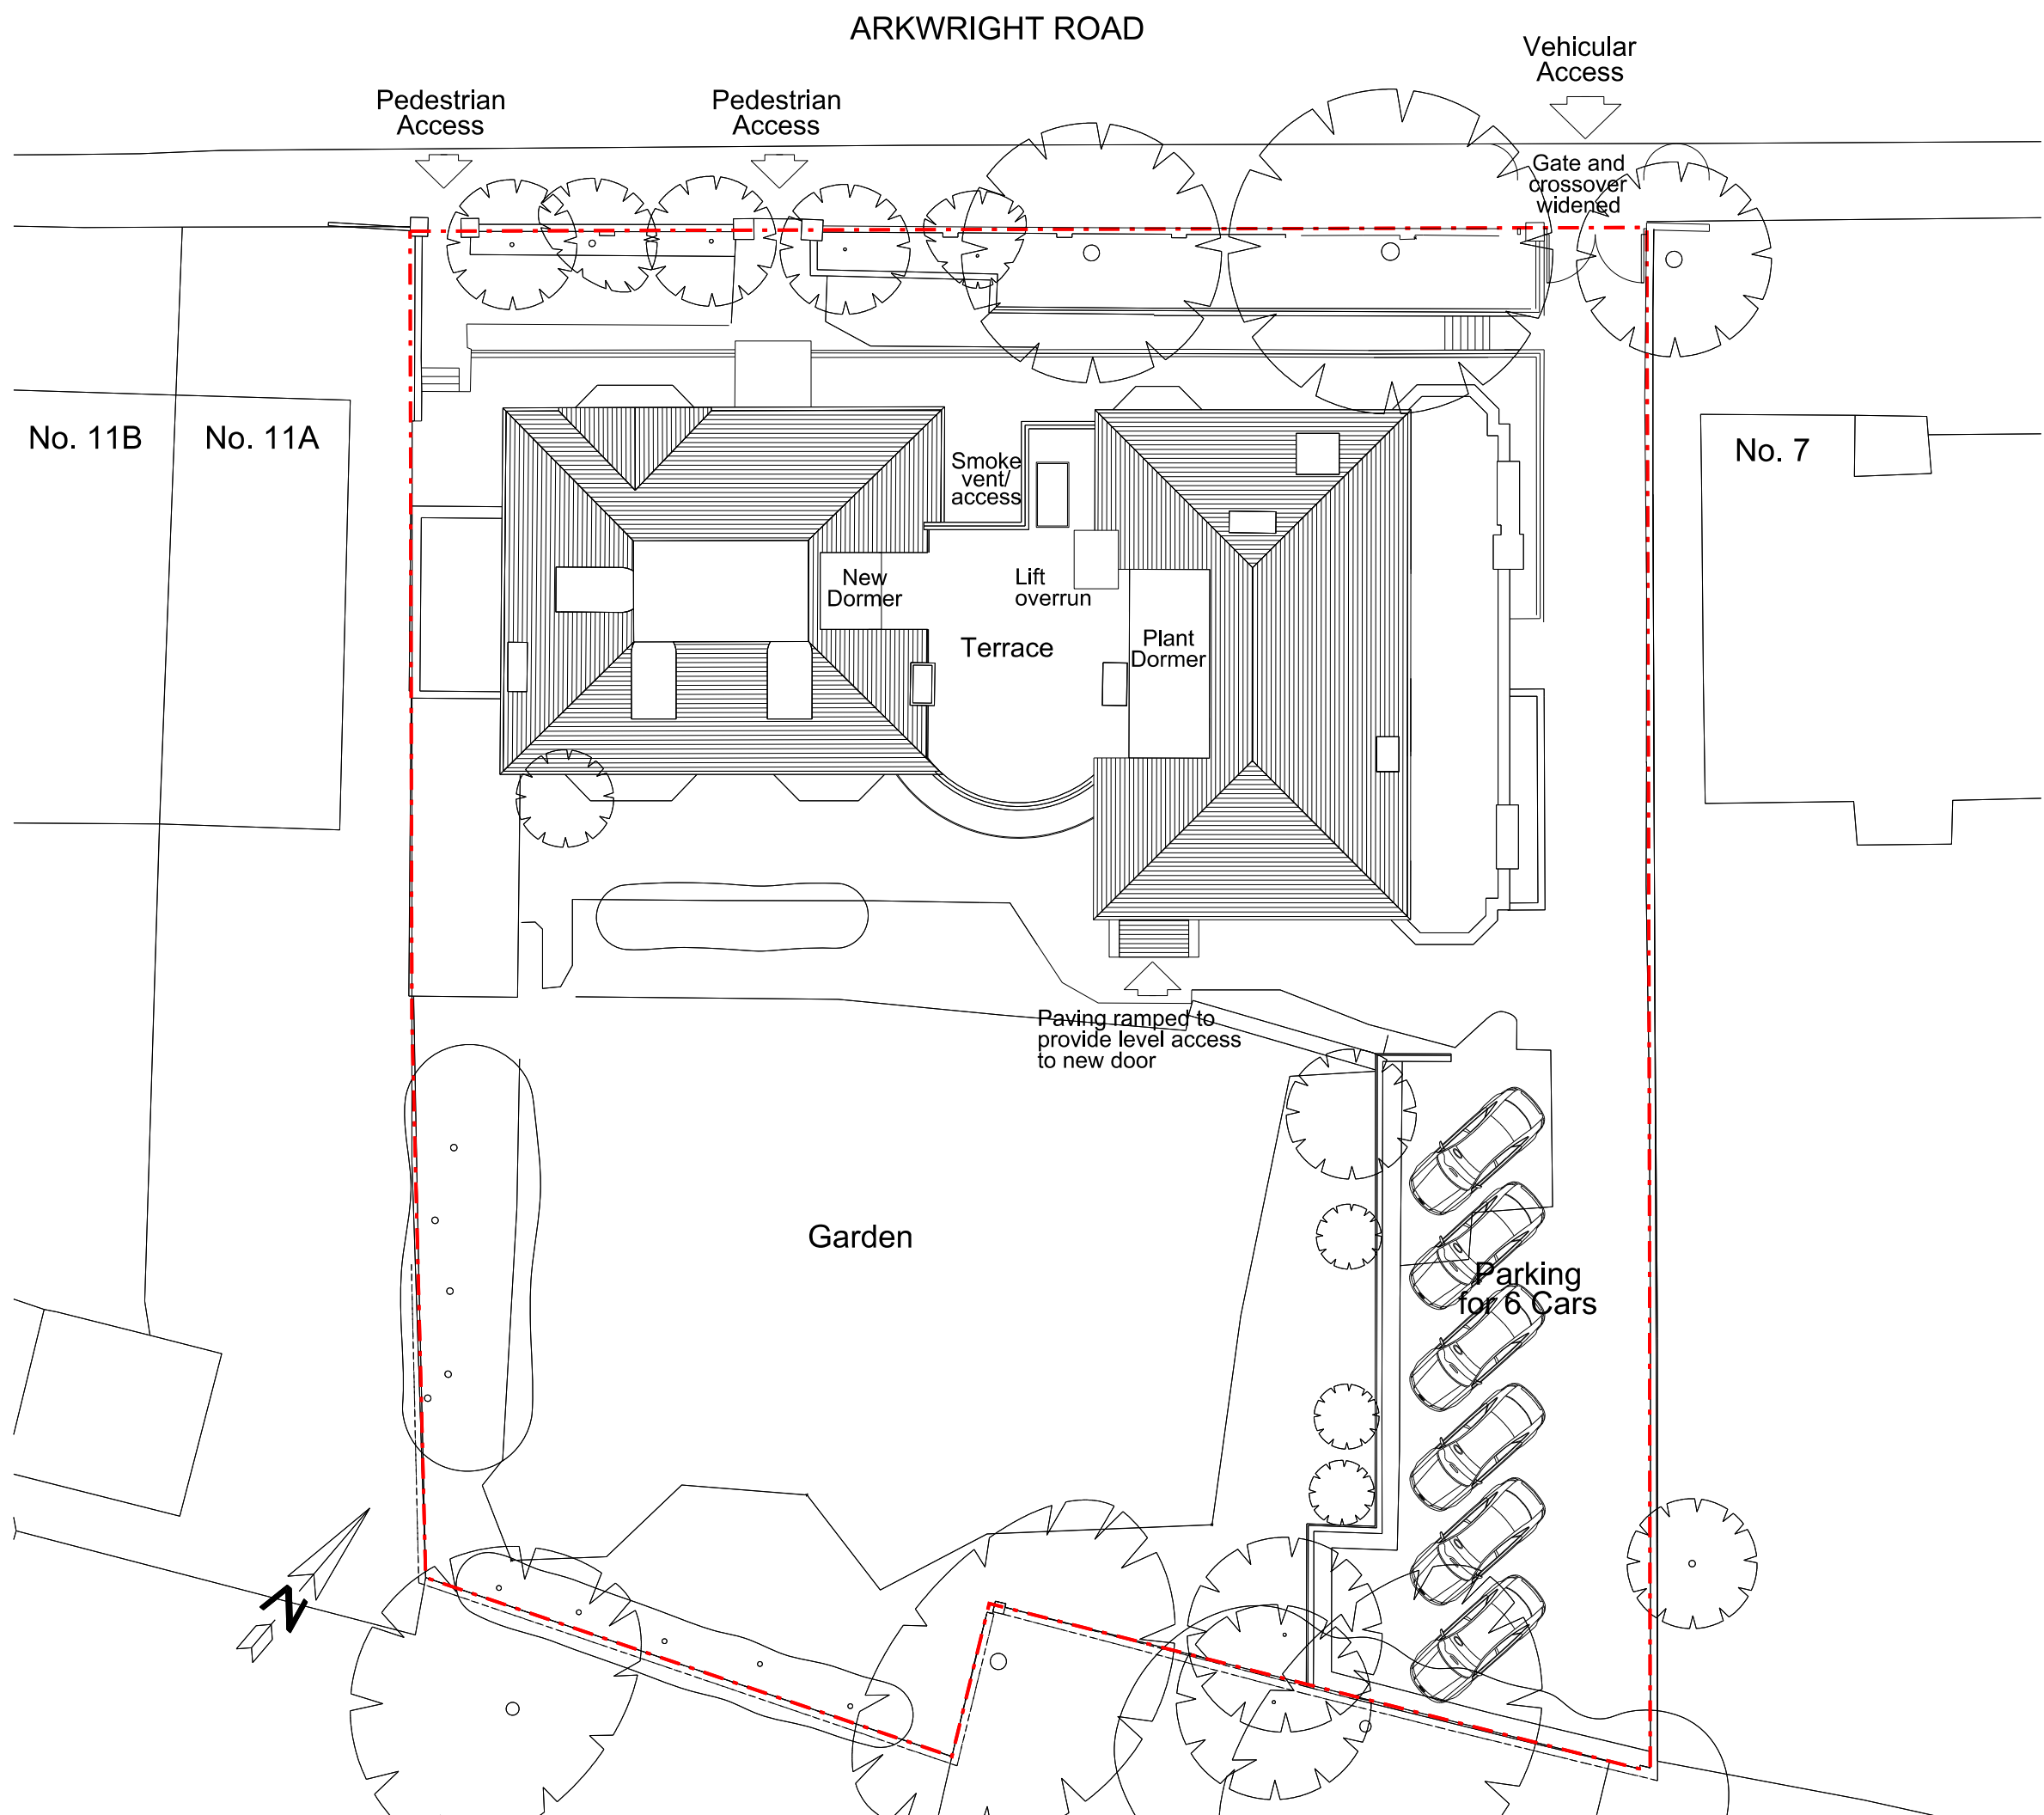 ARKWRIGHT ROAD
Vehicular
Access
Pedestrian
Access
Pedestrian
Access
Gate and
crossover
widened
No. 11B
No. 11A
No. 7
Smoke
vent/
access
New
Dormer
Lift
overrun
Terrace
Plant
Dormer
Paving ramped to
provide level access
to new door
Garden
Parking
for 6 Cars
N